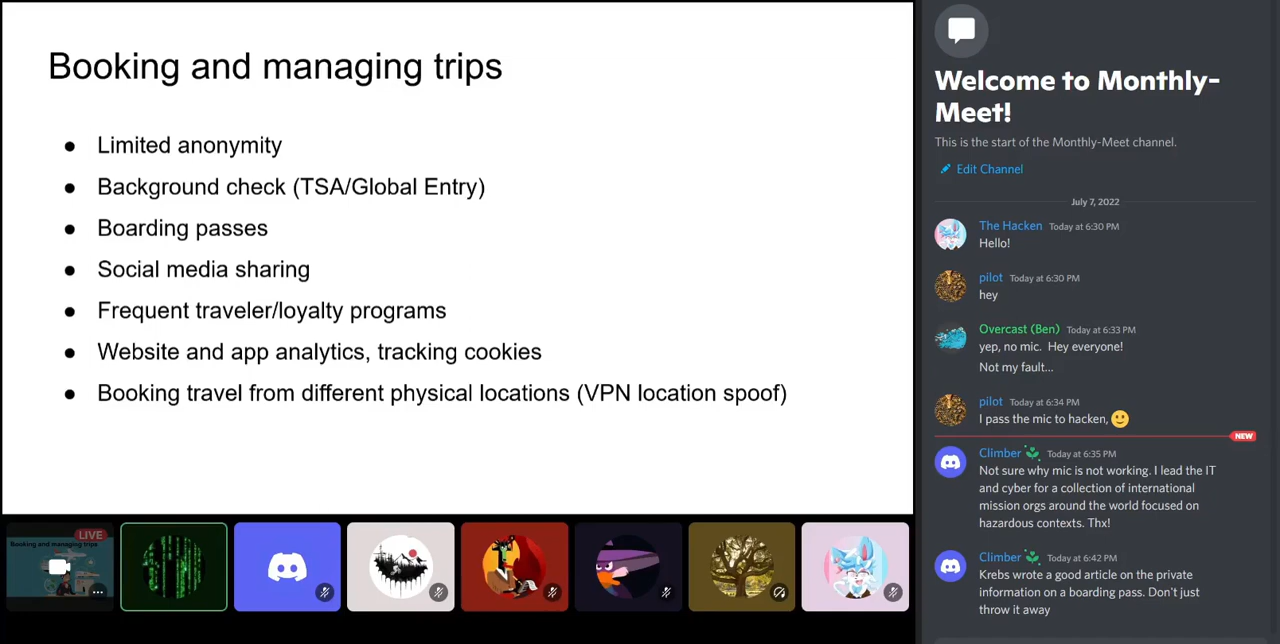 Booking and managing trips
● Limited anonymity
● Background check (TSA/Global Entry)
● Boarding passes
● Social media sharing
● Frequent traveler/loyalty programs
● Website and app analytics, tracking cookies
● Booking travel from different physical locations (VPN location spoof)
LIVE
Booking and managing trips
Welcome to Monthly-
Meet!
This is the start of the Monthly-Meet channel.
Edit Channel
July 7, 2022
The Hacken Today at 6:30 PM
Hello!
pilot Today at 6:30 PM
hey
Overcast (Ben) Today at 6:33 PM
yep, no mic. Hey everyone!
Not my fault...
pilot Today at 6:34 PM
I pass the mic to hacken, 🙂
NEW
Climber Today at 6:35 PM
Not sure why mic is not working. I lead the IT
and cyber for a collection of international
mission orgs around the world focused on
hazardous contexts. Thx!
Climber Today at 6:42 PM
Krebs wrote a good article on the private
information on a boarding pass. Don't just
throw it away